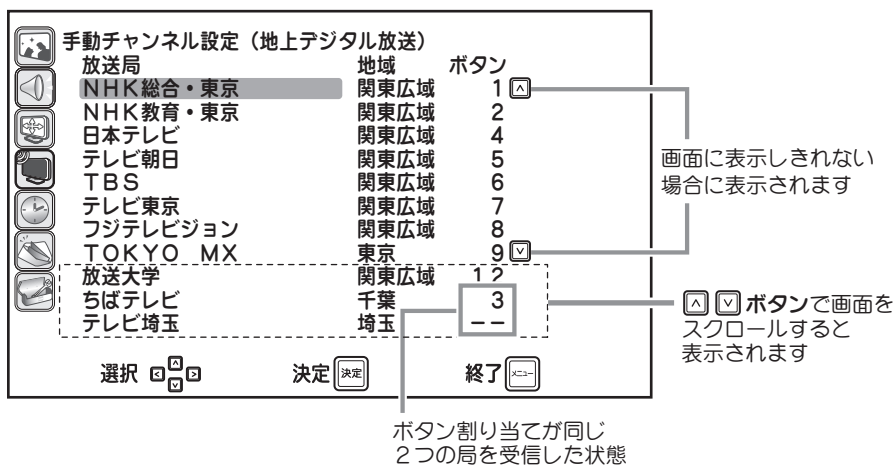 手動チャンネル設定（地上デジタル放送）
放送局 地域 ボタン
ＮＨＫ総合・東京 関東広域 1
ＮＨＫ教育・東京 関東広域 2
日本テレビ 関東広域 4
テレビ朝日 関東広域 5
ＴＢＳ 関東広域 6
テレビ東京 関東広域 7
フジテレビジョン 関東広域 8
ＴＯＫＹＯ　ＭＸ 東京 9
放送大学 関東広域 12
ちばテレビ 千葉 3
テレビ埼玉 埼玉 －－
選択 決定 決定 終了 メニュー
画面に表示しきれない
場合に表示されます
ボタンで画面を
スクロールすると
表示されます
ボタン割り当てが同じ
２つの局を受信した状態